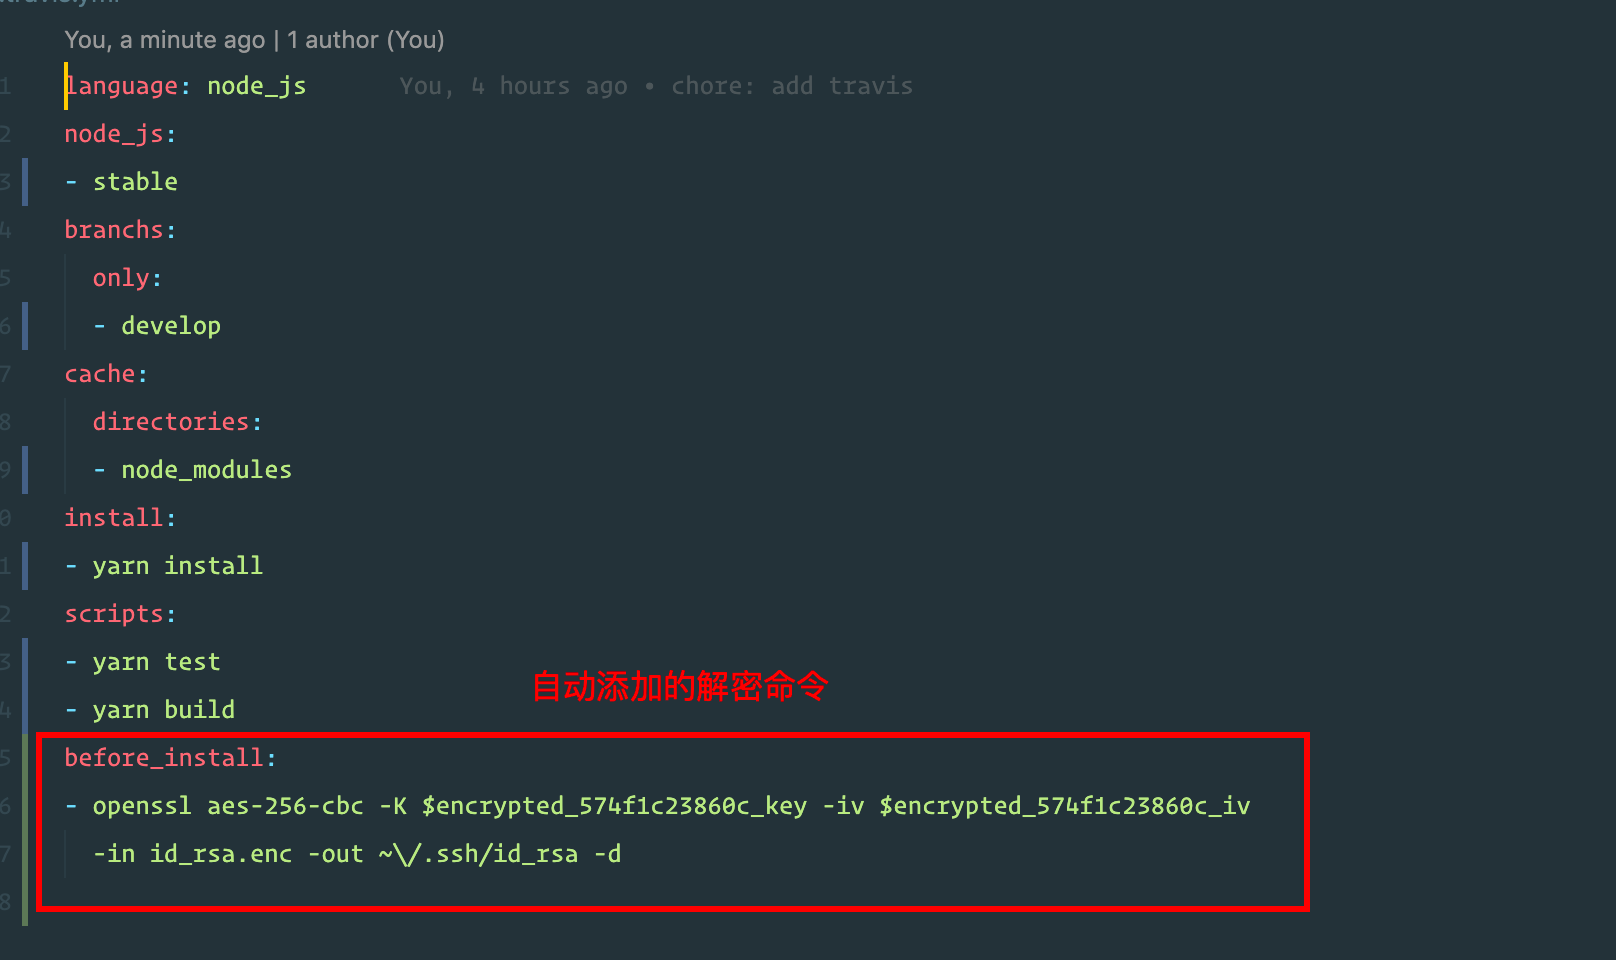 You, a minute ago | 1 author (You)
1 language: node_js You, 4 hours ago • chore: add travis
2 node_js:
3 - stable
4 branchs:
5 only:
6 - develop
7 cache:
8 directories:
9 - node_modules
0 install:
1 - yarn install
2 scripts:
3 - yarn test
自动添加的解密命令
4 - yarn build
5 before_install:
6 - openssl aes-256-cbc -K $encrypted_574f1c23860c_key -iv $encrypted_574f1c23860c_iv
7 -in id_rsa.enc -out ~\/.ssh/id_rsa -d
8